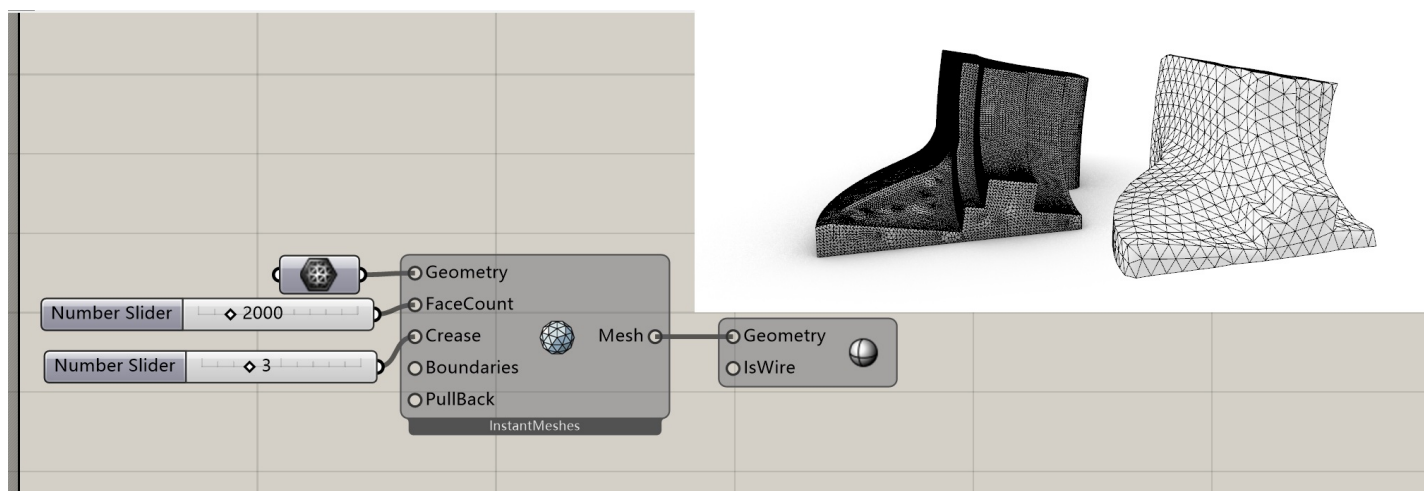 Geometry
Number Slider 2000
FaceCount
Number Slider 3
Crease
Mesh
Boundaries
PullBack
InstantMeshes
Geometry
IsWire